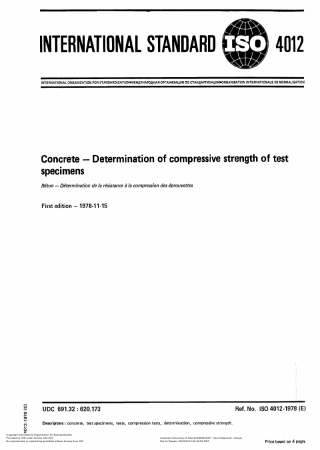 INTERNATIONAL STANDARD ISO 4012
INTERNATIONAL ORGANIZATION FOR STANDARDIZATION•МЕЖДУНАРОДНАЯ ОРГАНИЗАЦИЯ ПО СТАНДАРТИЗАЦИИ•ORGANISATION INTERNATIONALE DE NORMALISATION
Concrete — Determination of compressive strength of test
specimens
Béton — Détermination de la résistance à la compression des éprouvettes
First edition — 1978-11-15
UDC 691.32 : 620.173
Ref. No. ISO 4012-1978 (E)
4012-1978 (E)
Descriptors : concrete, test specimens, tests, compression tests, determination, compressive strength.
Price based on 4 pages